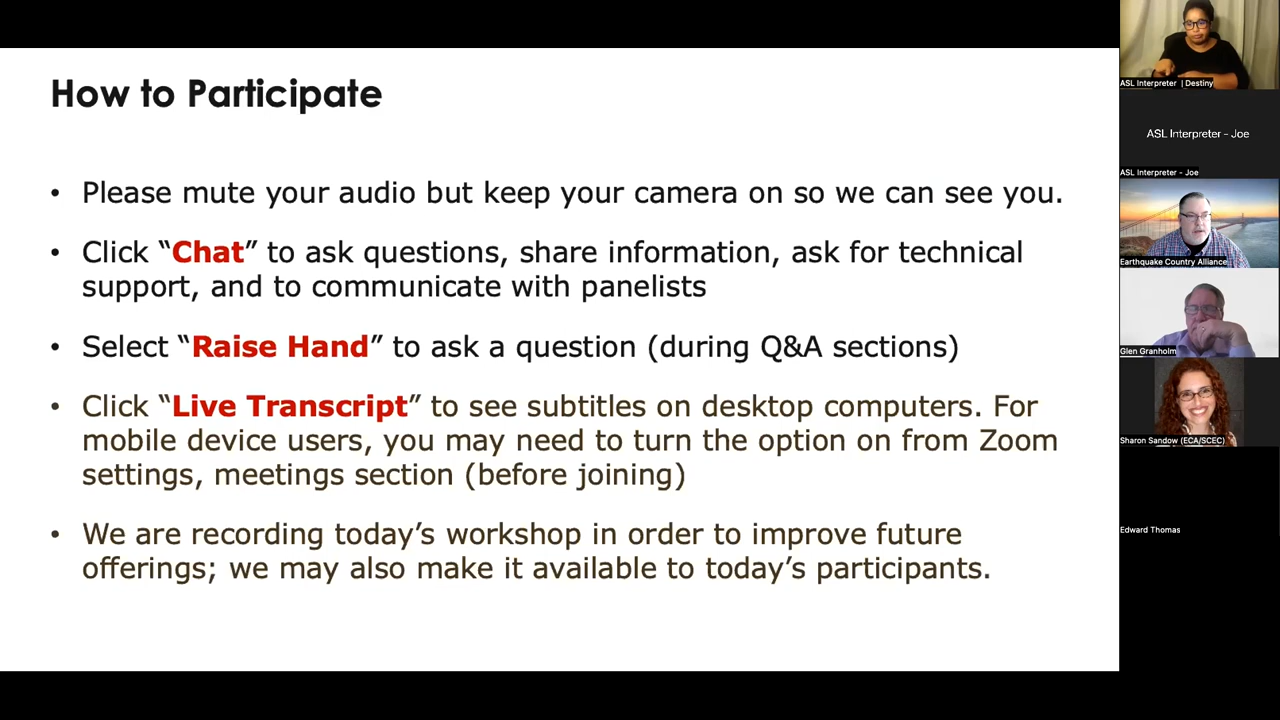 How to Participate
• Please mute your audio but keep your camera on so we can see you.
• Click “Chat” to ask questions, share information, ask for technical
support, and to communicate with panelists
• Select “Raise Hand” to ask a question (during Q&A sections)
• Click “Live Transcript” to see subtitles on desktop computers. For
mobile device users, you may need to turn the option on from Zoom
settings, meetings section (before joining)
• We are recording today’s workshop in order to improve future
offerings; we may also make it available to today’s participants.
ASL Interpreter | Destiny
ASL Interpreter - Joe
ASL Interpreter - Joe
Earthquake Country Alliance
Glen Granholm
Sharon Sandow (ECA/SCEC)
Edward Thomas